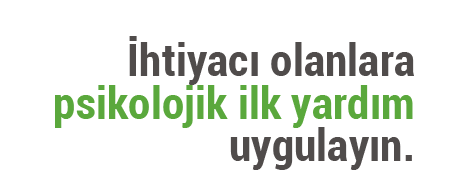 İhtiyacı olanlara
psikolojik ilk yardım
uygulayın.